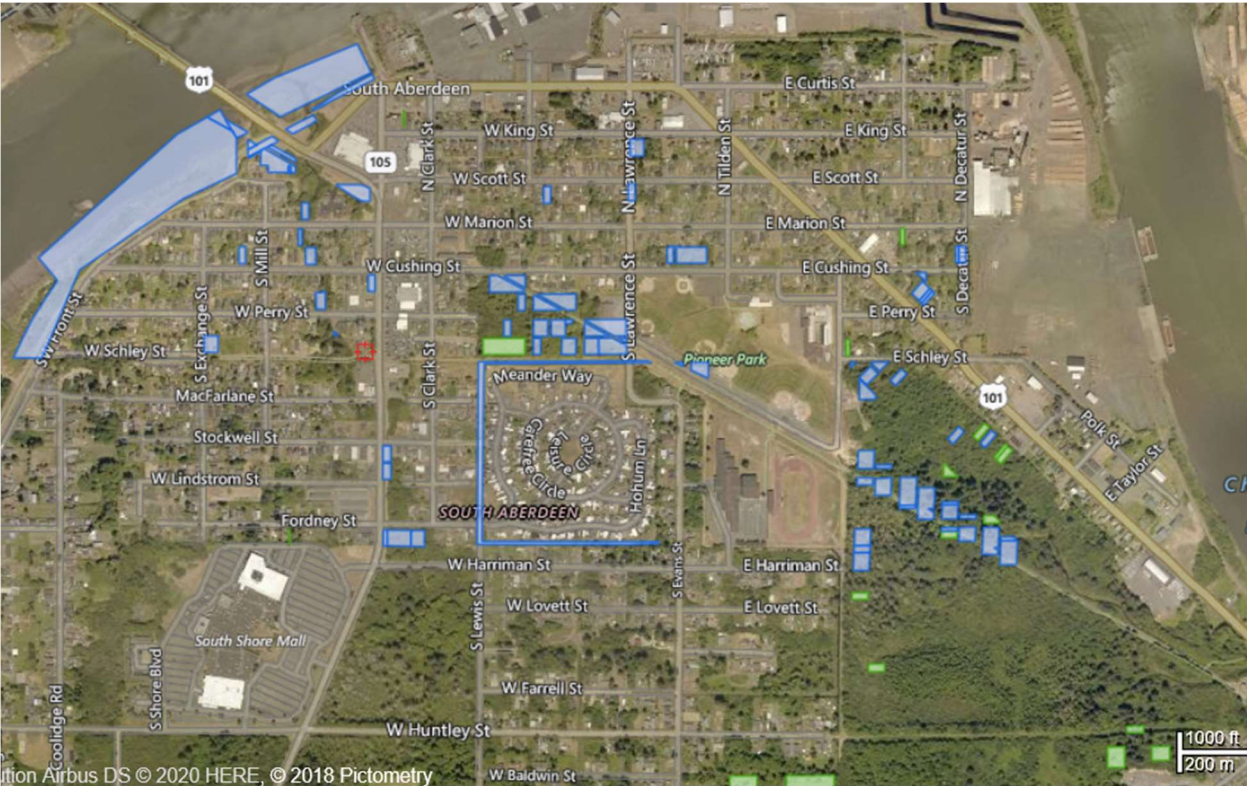 101
South Aberdeen
E Curtis St
W King St
E King St
N Clark St
N Lawrence St
N Tilden St
N Decatur St
105
W Scott St
E Scott St
W Marion St
E Marion St
S Mill St
W Cushing St
E Cushing St
S Decatur St
S W Front St
S Exchange St
W Perry St
S Lawrence St
E Perry St
W Schley St
Pioneer Park
E Schley St
S Clark St
Meander Way
MacFarlane St
101
Stockwell St
Carefree Circle
Leisure Circle
Hohum Ln
Polk St
W Lindstrom St
E Taylor St
Ch
Fordney St
SOUTH ABERDEEN
W Harriman St
S Evans St
E Harriman St
S Lewis St
W Lovett St
E Lovett St
South Shore Mall
S Shore Blvd
Coolidge Rd
W Farrell St
W Huntley St
1000 ft
200 m
ution Airbus DS © 2020 HERE, © 2018 Pictometry
W Baldwin St